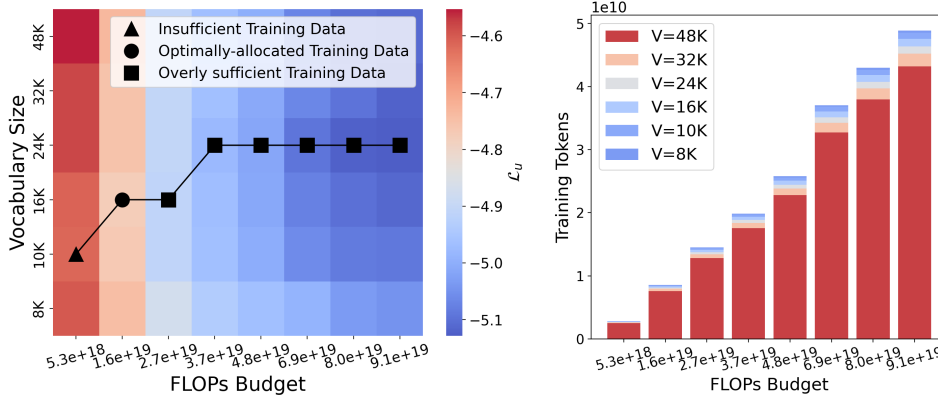 Vocabulary Size
48K
32K
24K
16K
10K
8K
Insufficient Training Data
Optimally-allocated Training Data
Overly sufficient Training Data
5.3e+18
1.6e+19
2.7e+19
3.7e+19
4.8e+19
6.9e+19
8.0e+19
9.1e+19
FLOPs Budget
−4.6
−4.7
−4.8
−4.9
−5.0
−5.1
ℒᵤ
1e10
Training Tokens
5
4
3
2
1
0
V=48K
V=32K
V=24K
V=16K
V=10K
V=8K
5.3e+18
1.6e+19
2.7e+19
3.7e+19
4.8e+19
6.9e+19
8.0e+19
9.1e+19
FLOPs Budget